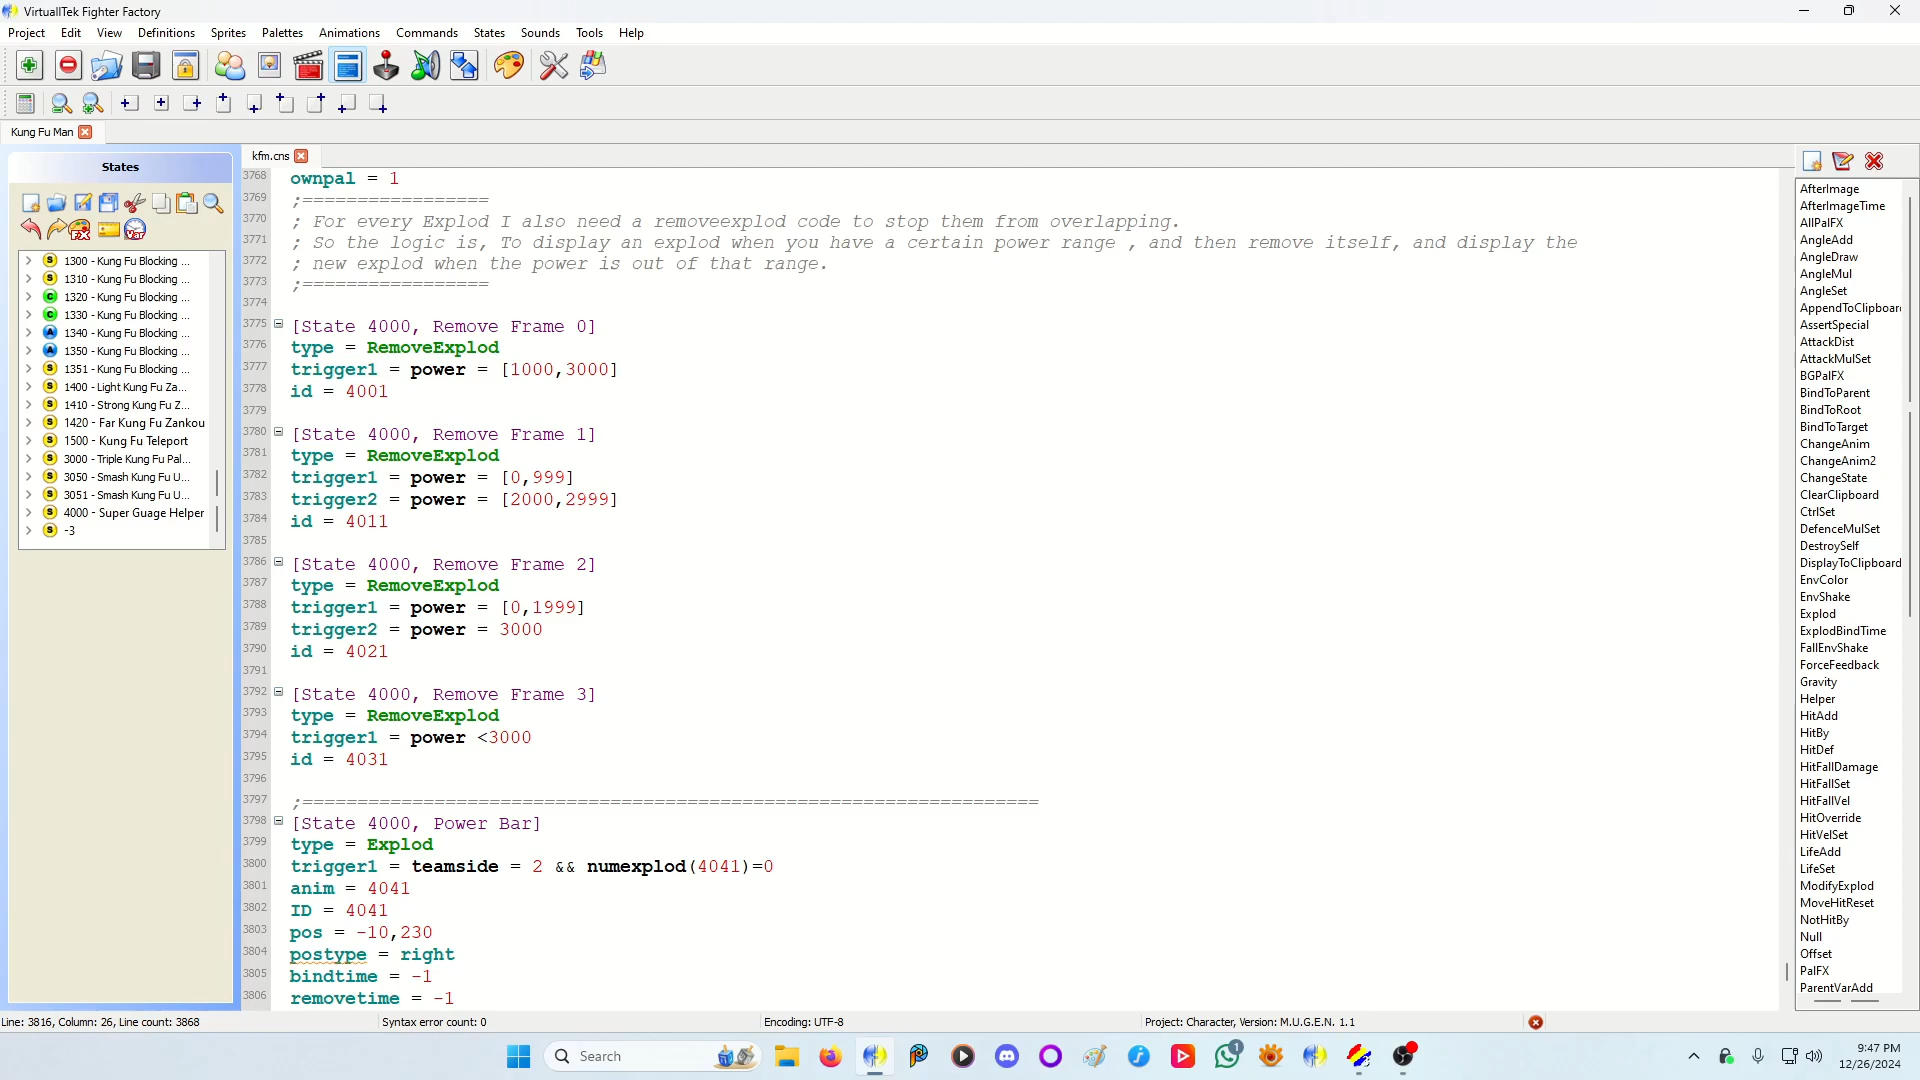 VirtuallTek Fighter Factory
Project Edit View Definitions Sprites Palettes Animations Commands States Sounds Tools Help
Kung Fu Man
States
kfm.cns
1300 - Kung Fu Blocking ...
1310 - Kung Fu Blocking ...
1320 - Kung Fu Blocking ...
1330 - Kung Fu Blocking ...
1340 - Kung Fu Blocking ...
1350 - Kung Fu Blocking ...
1351 - Kung Fu Blocking ...
1400 - Light Kung Fu Za...
1410 - Strong Kung Fu Z...
1420 - Far Kung Fu Zankou
1500 - Kung Fu Teleport
3000 - Triple Kung Fu Pal...
3050 - Smash Kung Fu U...
3051 - Smash Kung Fu U...
4000 - Super Guage Helper
-3
3768 ownpal = 1
3769 ;=================
3770 ; For every Explod I also need a removeexplod code to stop them from overlapping.
3771 ; So the logic is, To display an explod when you have a certain power range , and then remove itself, and display the
3772 ; new explod when the power is out of that range.
3773 ;=================
3774
3775 [State 4000, Remove Frame 0]
3776 type = RemoveExplod
3777 trigger1 = power = [1000,3000]
3778 id = 4001
3779
3780 [State 4000, Remove Frame 1]
3781 type = RemoveExplod
3782 trigger1 = power = [0,999]
3783 trigger2 = power = [2000,2999]
3784 id = 4011
3785
3786 [State 4000, Remove Frame 2]
3787 type = RemoveExplod
3788 trigger1 = power = [0,1999]
3789 trigger2 = power = 3000
3790 id = 4021
3791
3792 [State 4000, Remove Frame 3]
3793 type = RemoveExplod
3794 trigger1 = power <3000
3795 id = 4031
3796
3797 ;===================================================================
3798 [State 4000, Power Bar]
3799 type = Explod
3800 trigger1 = teamside = 2 && numexplod(4041)=0
3801 anim = 4041
3802 ID = 4041
3803 pos = -10,230
3804 postype = right
3805 bindtime = -1
3806 removetime = -1
AfterImage
AfterImageTime
AllPalFX
AngleAdd
AngleDraw
AngleMul
AngleSet
AppendToClipboar
AssertSpecial
AttackDist
AttackMulSet
BGPalFX
BindToParent
BindToRoot
BindToTarget
ChangeAnim
ChangeAnim2
ChangeState
ClearClipboard
CtrlSet
DefenceMulSet
DestroySelf
DisplayToClipboard
EnvColor
EnvShake
Explod
ExplodBindTime
FallEnvShake
ForceFeedback
Gravity
Helper
HitAdd
HitBy
HitDef
HitFallDamage
HitFallSet
HitFallVel
HitOverride
HitVelSet
LifeAdd
LifeSet
ModifyExplod
MoveHitReset
NotHitBy
Null
Offset
PalFX
ParentVarAdd
Line: 3816, Column: 26, Line count: 3868
Syntax error count: 0
Encoding: UTF-8
Project: Character, Version: M.U.G.E.N. 1.1
Search
1
9:47 PM
12/26/2024